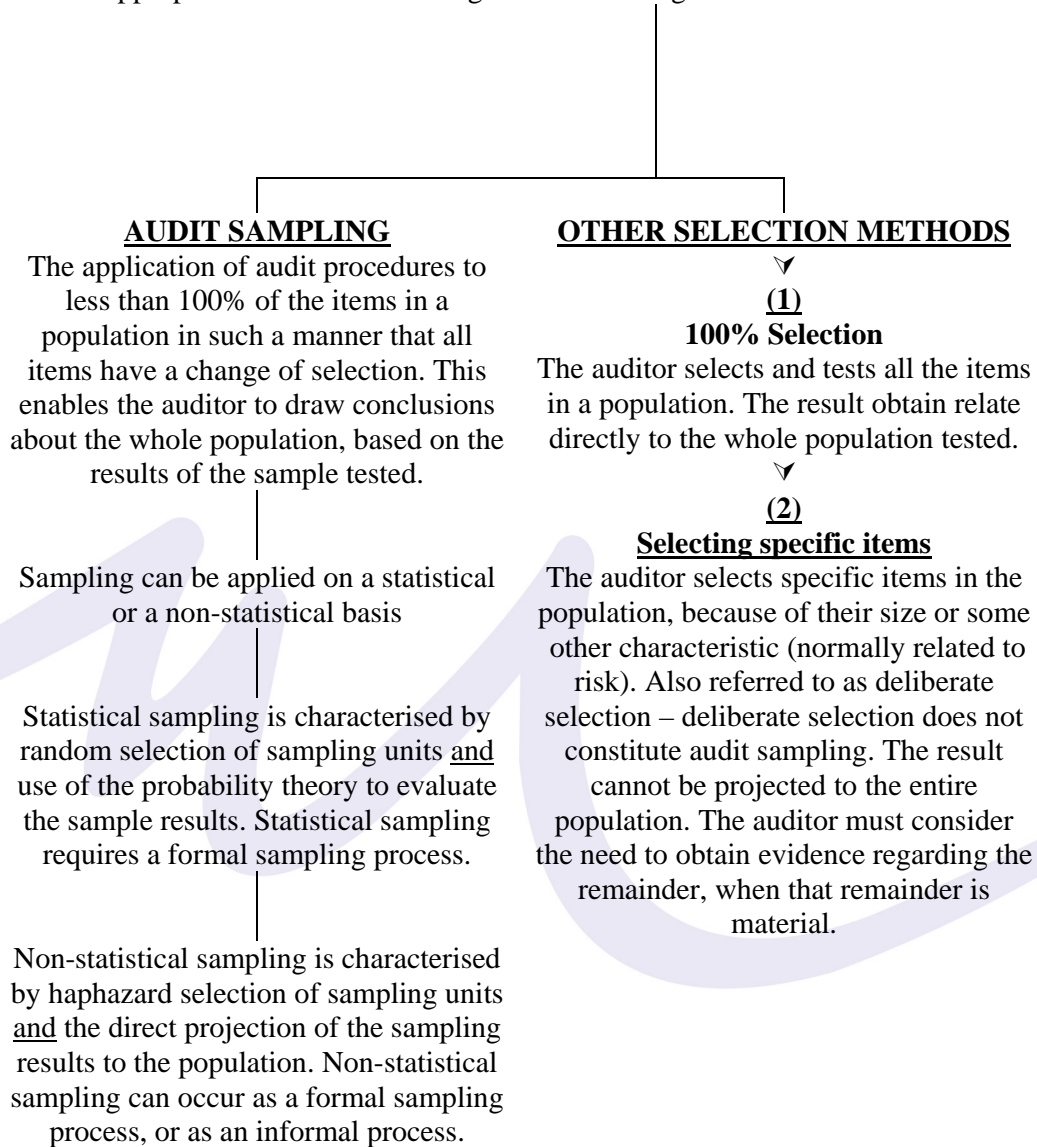 AUDIT SAMPLING
The application of audit procedures to
less than 100% of the items in a
population in such a manner that all
items have a change of selection. This
enables the auditor to draw conclusions
about the whole population, based on the
results of the sample tested.
Sampling can be applied on a statistical
or a non-statistical basis
Statistical sampling is characterised by
random selection of sampling units and
use of the probability theory to evaluate
the sample results. Statistical sampling
requires a formal sampling process.
Non-statistical sampling is characterised
by haphazard selection of sampling units
and the direct projection of the sampling
results to the population. Non-statistical
sampling can occur as a formal sampling
process, or as an informal process.
OTHER SELECTION METHODS
(1)
100% Selection
The auditor selects and tests all the items
in a population. The result obtain relate
directly to the whole population tested.
(2)
Selecting specific items
The auditor selects specific items in the
population, because of their size or some
other characteristic (normally related to
risk). Also referred to as deliberate
selection – deliberate selection does not
constitute audit sampling. The result
cannot be projected to the entire
population. The auditor must consider
the need to obtain evidence regarding the
remainder, when that remainder is
material.